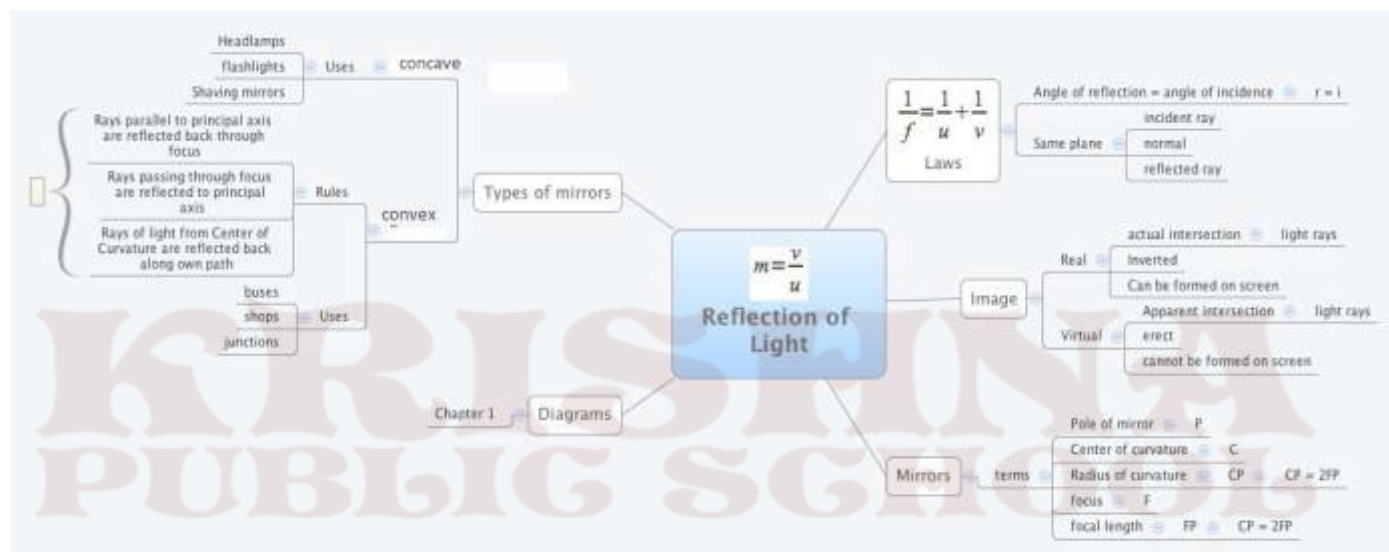 Headlamps
flashlights
Shaving mirrors
Uses
concave
Rays parallel to principal axis
are reflected back through
focus
Rays passing through focus
are reflected to principal
axis
Rays of light from Center of
Curvature are reflected back
along own path
Rules
convex
buses
shops
junctions
Uses
Types of mirrors
Chapter 1
Diagrams
m=v/u
Reflection of
Light
1/f=1/u+1/v
Laws
Angle of reflection = angle of incidence
r = i
Same plane
incident ray
normal
reflected ray
Image
Real
actual intersection
light rays
Inverted
Can be formed on screen
Virtual
Apparent intersection
light rays
erect
cannot be formed on screen
Mirrors
terms
Pole of mirror
P
Center of curvature
C
Radius of curvature
CP
CP = 2FP
focus
F
focal length
FP
CP = 2FP
KRISHNA
PUBLIC SCHOOL